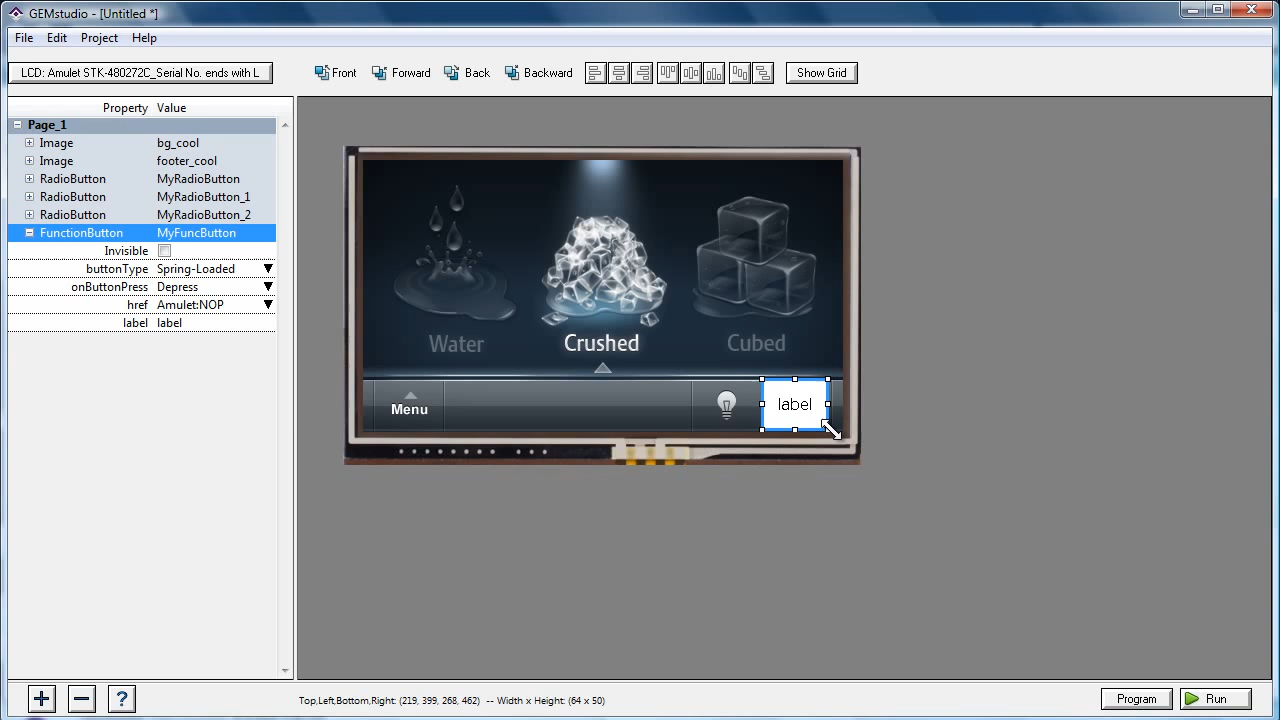 GEMstudio - [Untitled *]
File Edit Project Help
LCD: Amulet STK-480272C_Serial No. ends with L
Front Forward Back Backward Show Grid
Property Value
Page_1
Image bg_cool
Image footer_cool
RadioButton MyRadioButton
RadioButton MyRadioButton_1
RadioButton MyRadioButton_2
FunctionButton MyFuncButton
Invisible
buttonType Spring-Loaded
onButtonPress Depress
href Amulet:NOP
label label
Water Crushed Cubed
Menu label
Top,Left,Bottom,Right: (219, 399, 268, 462) -- Width x Height: (64 x 50)
Program Run